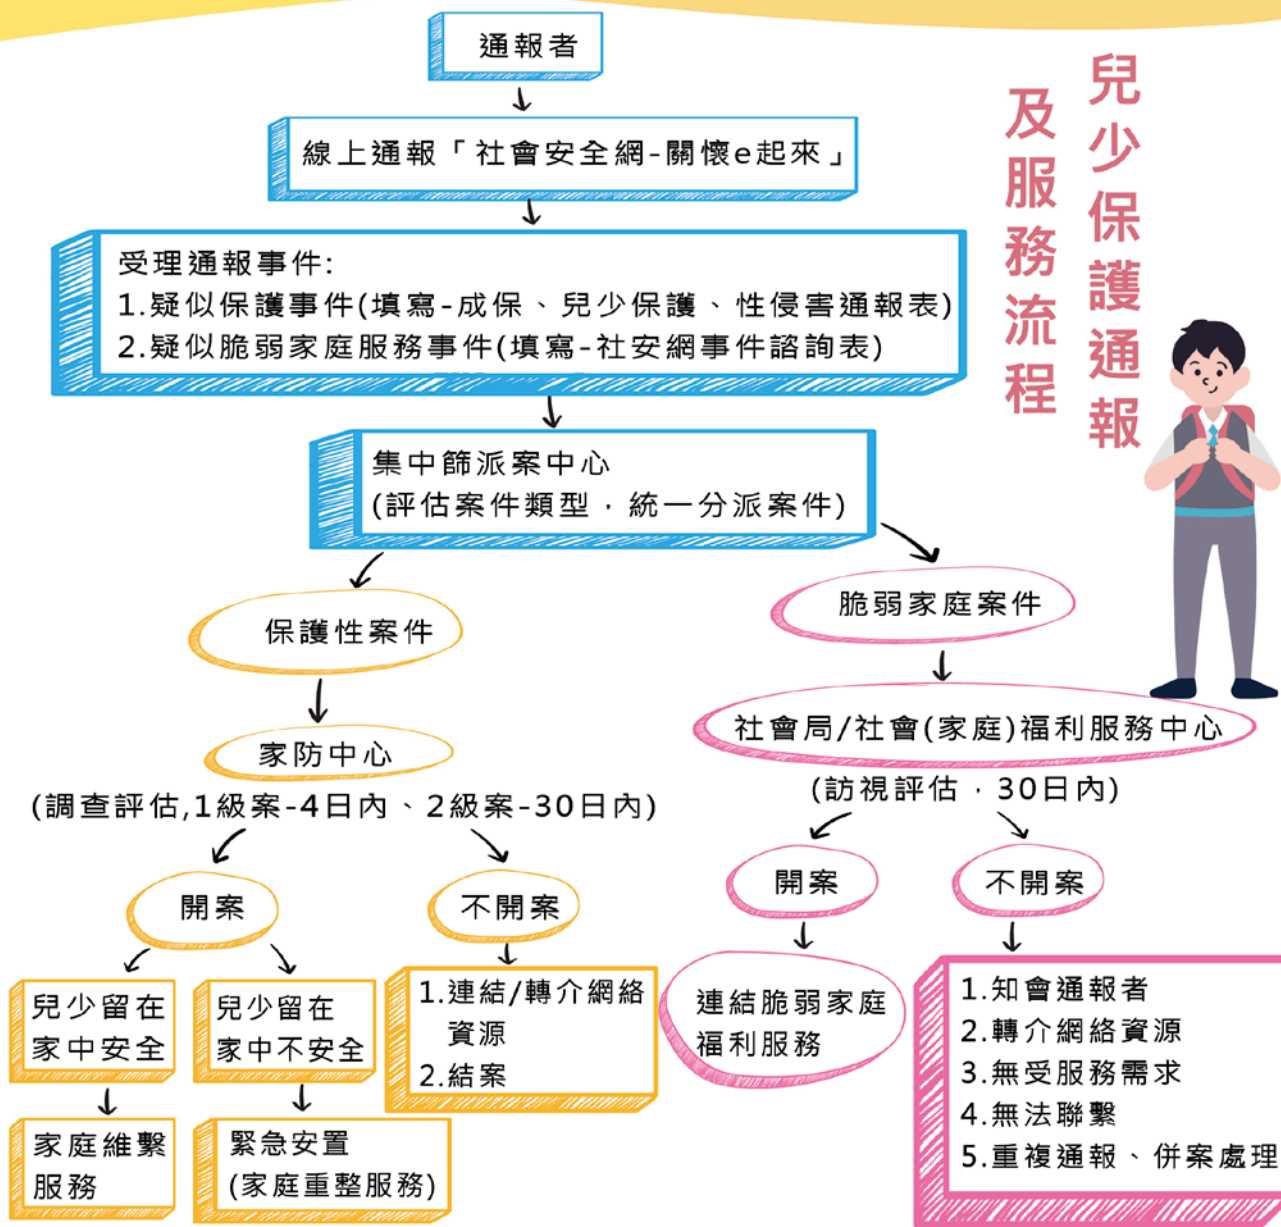 兒少保護通報
及服務流程
通報者
線上通報「社會安全網-關懷e起來」
受理通報事件:
1.疑似保護事件(填寫-成保、兒少保護、性侵害通報表)
2.疑似脆弱家庭服務事件(填寫-社安網事件諮詢表)
集中篩派案中心
(評估案件類型，統一分派案件)
保護性案件
家防中心
(調查評估,1級案-4日內、2級案-30日內)
開案
不開案
兒少留在
家中安全
兒少留在
家中不安全
1.連結/轉介網絡
資源
2.結案
家庭維繫
服務
緊急安置
(家庭重整服務)
脆弱家庭案件
社會局/社會(家庭)福利服務中心
(訪視評估，30日內)
開案
不開案
連結脆弱家庭
福利服務
1.知會通報者
2.轉介網絡資源
3.無受服務需求
4.無法聯繫
5.重複通報、併案處理